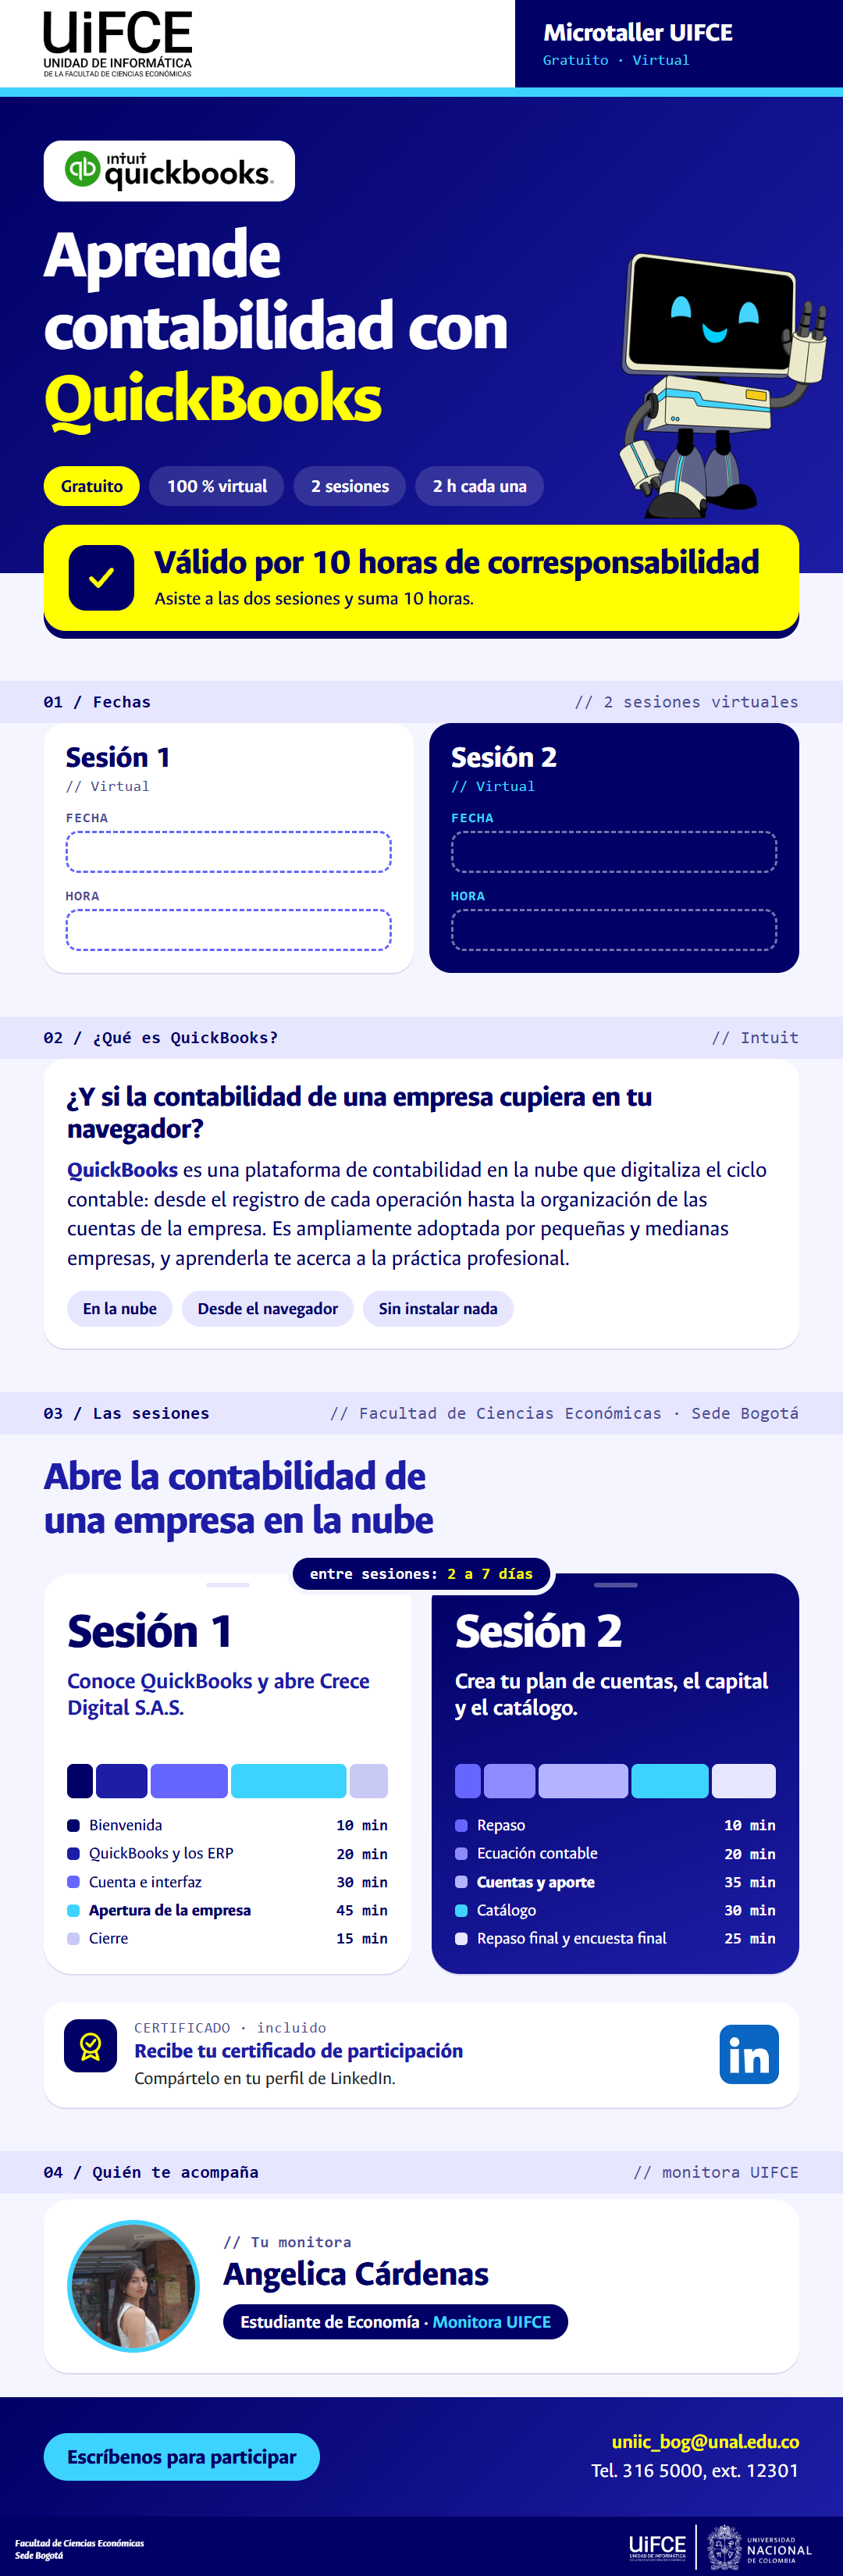 UiFCE
UNIDAD DE INFORMÁTICA
DE LA FACULTAD DE CIENCIAS ECONÓMICAS
Microtaller UIFCE
Gratuito · Virtual
intuit
quickbooks.
Aprende
contabilidad con
QuickBooks
Gratuito
100 % virtual
2 sesiones
2 h cada una
Válido por 10 horas de corresponsabilidad
Asiste a las dos sesiones y suma 10 horas.
01 / Fechas
// 2 sesiones virtuales
Sesión 1
// Virtual
FECHA
HORA
Sesión 2
// Virtual
FECHA
HORA
02 / ¿Qué es QuickBooks?
// Intuit
¿Y si la contabilidad de una empresa cupiera en tu
navegador?
QuickBooks es una plataforma de contabilidad en la nube que digitaliza el ciclo
contable: desde el registro de cada operación hasta la organización de las
cuentas de la empresa. Es ampliamente adoptada por pequeñas y medianas
empresas, y aprenderla te acerca a la práctica profesional.
En la nube
Desde el navegador
Sin instalar nada
03 / Las sesiones
// Facultad de Ciencias Económicas · Sede Bogotá
Abre la contabilidad de
una empresa en la nube
entre sesiones: 2 a 7 días
Sesión 1
Conoce QuickBooks y abre Crece
Digital S.A.S.
Bienvenida 10 min
QuickBooks y los ERP 20 min
Cuenta e interfaz 30 min
Apertura de la empresa 45 min
Cierre 15 min
Sesión 2
Crea tu plan de cuentas, el capital
y el catálogo.
Repaso 10 min
Ecuación contable 20 min
Cuentas y aporte 35 min
Catálogo 30 min
Repaso final y encuesta final 25 min
CERTIFICADO · incluido
Recibe tu certificado de participación
Compártelo en tu perfil de LinkedIn.
in
04 / Quién te acompaña
// monitora UIFCE
// Tu monitora
Angelica Cárdenas
Estudiante de Economía · Monitora UIFCE
Escríbenos para participar
uniic_bog@unal.edu.co
Tel. 316 5000, ext. 12301
Facultad de Ciencias Económicas
Sede Bogotá
UiFCE
UNIDAD DE INFORMÁTICA
UNIVERSIDAD
NACIONAL
DE COLOMBIA